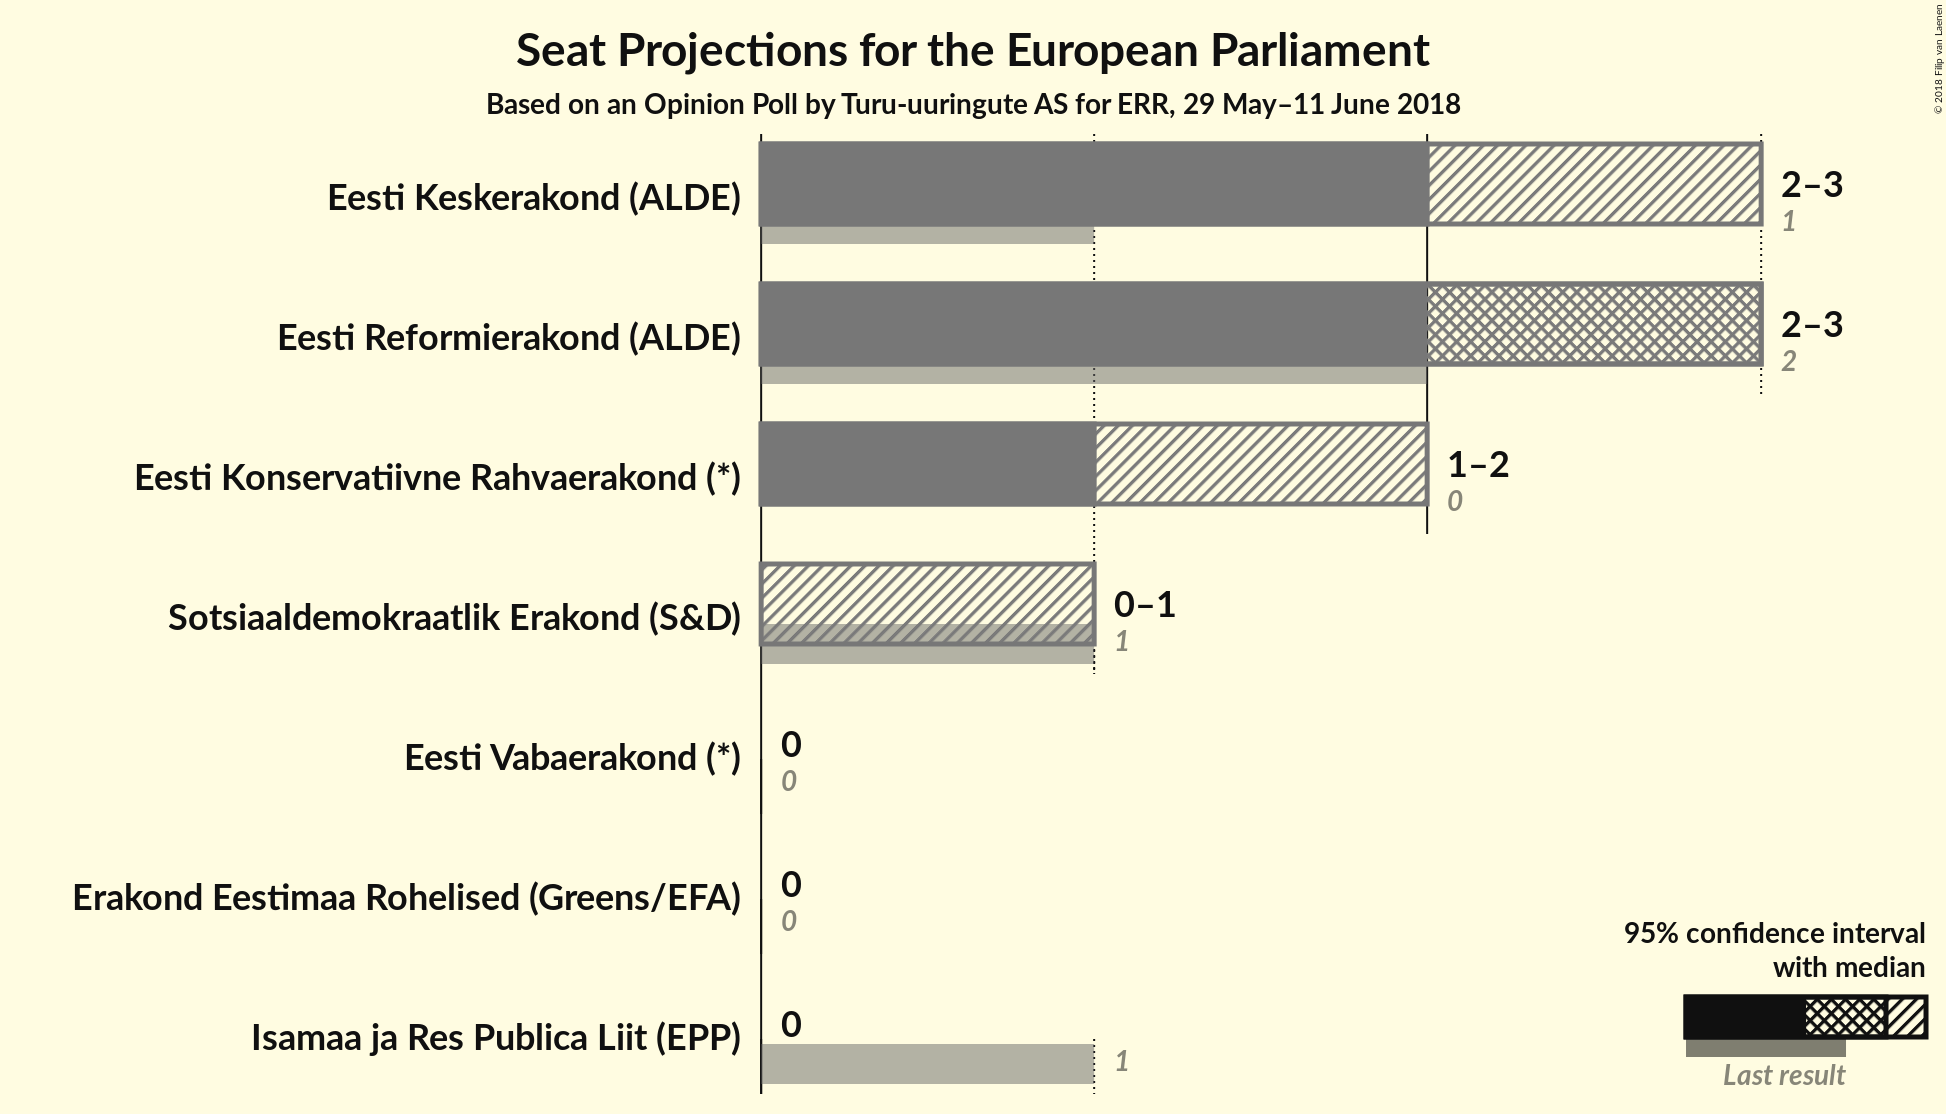 Seat Projections for the European Parliament
Based on an Opinion Poll by Turu-uuringute AS for ERR, 29 May–11 June 2018
© 2018 Filip van Laenen
Eesti Keskerakond (ALDE)
2–3
1
Eesti Reformierakond (ALDE)
2–3
2
Eesti Konservatiivne Rahvaerakond (*)
1–2
0
Sotsiaaldemokraatlik Erakond (S&D)
0–1
1
Eesti Vabaerakond (*)
0
0
Erakond Eestimaa Rohelised (Greens/EFA)
0
0
Isamaa ja Res Publica Liit (EPP)
0
1
95% confidence interval
with median
Last result